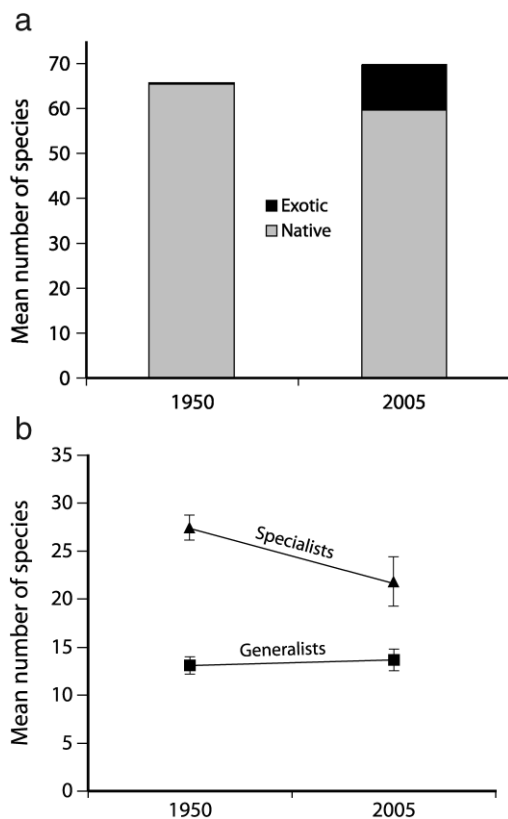 a
Mean number of species
70
60
50
40
30
20
10
0
Exotic
Native
1950 2005
b
Mean number of species
35
30
25
20
15
10
5
0
Specialists
Generalists
1950 2005